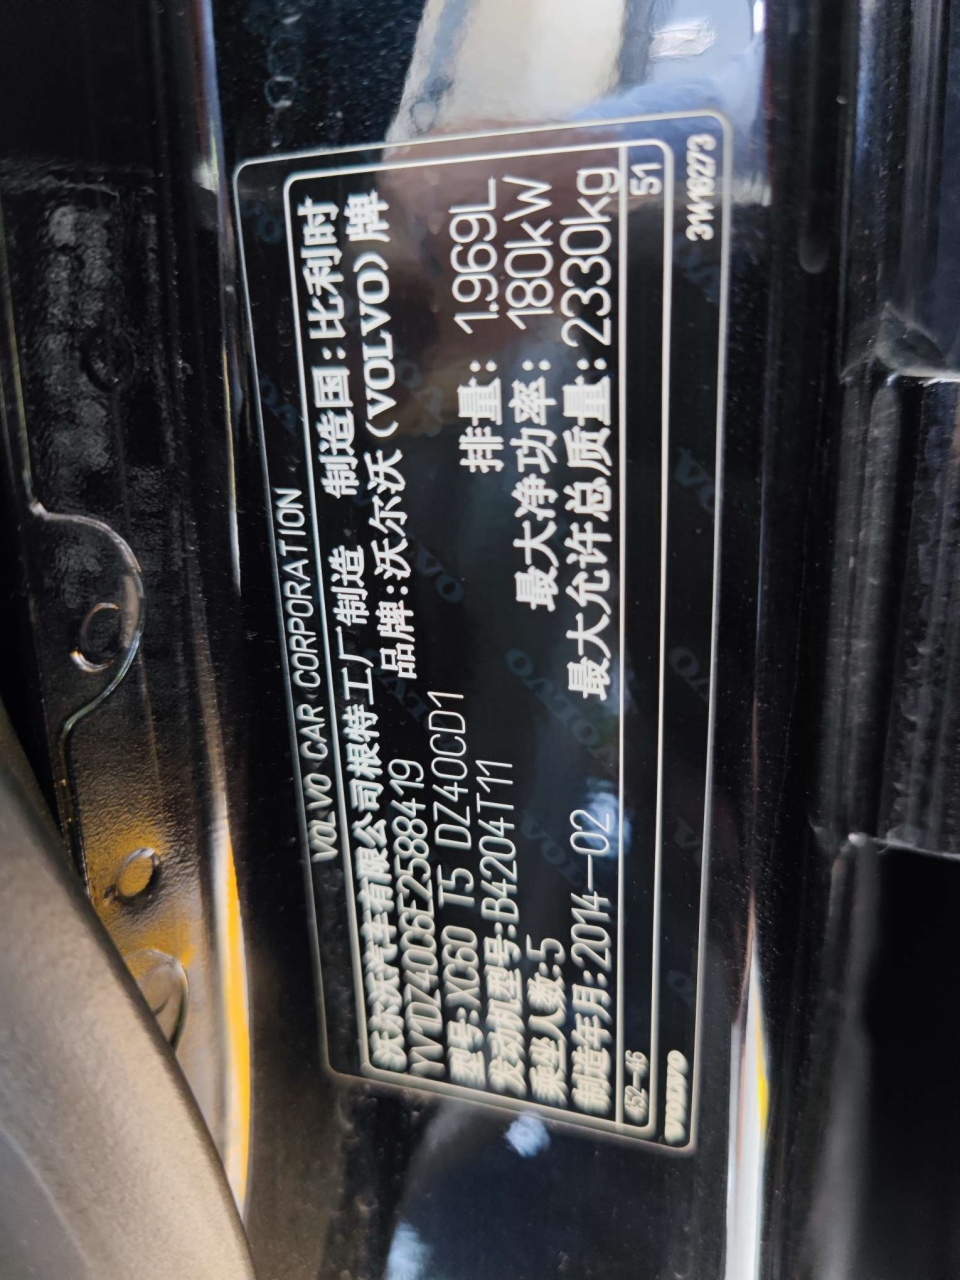 VOLVO CAR CORPORATION
沃尔沃汽车有限公司根特工厂制造 制造国:比利时
YV1DZ40D6E2588419 品牌:沃尔沃(VOLVO)牌
型号:XC60 T5 DZ40CD1
发动机型号:B4204T11 排量: 1.969L
乘坐人数:5 最大净功率: 180kW
制造年月:2014-02 最大允许总质量:2330kg
452-46 51
VOLVO 31416273